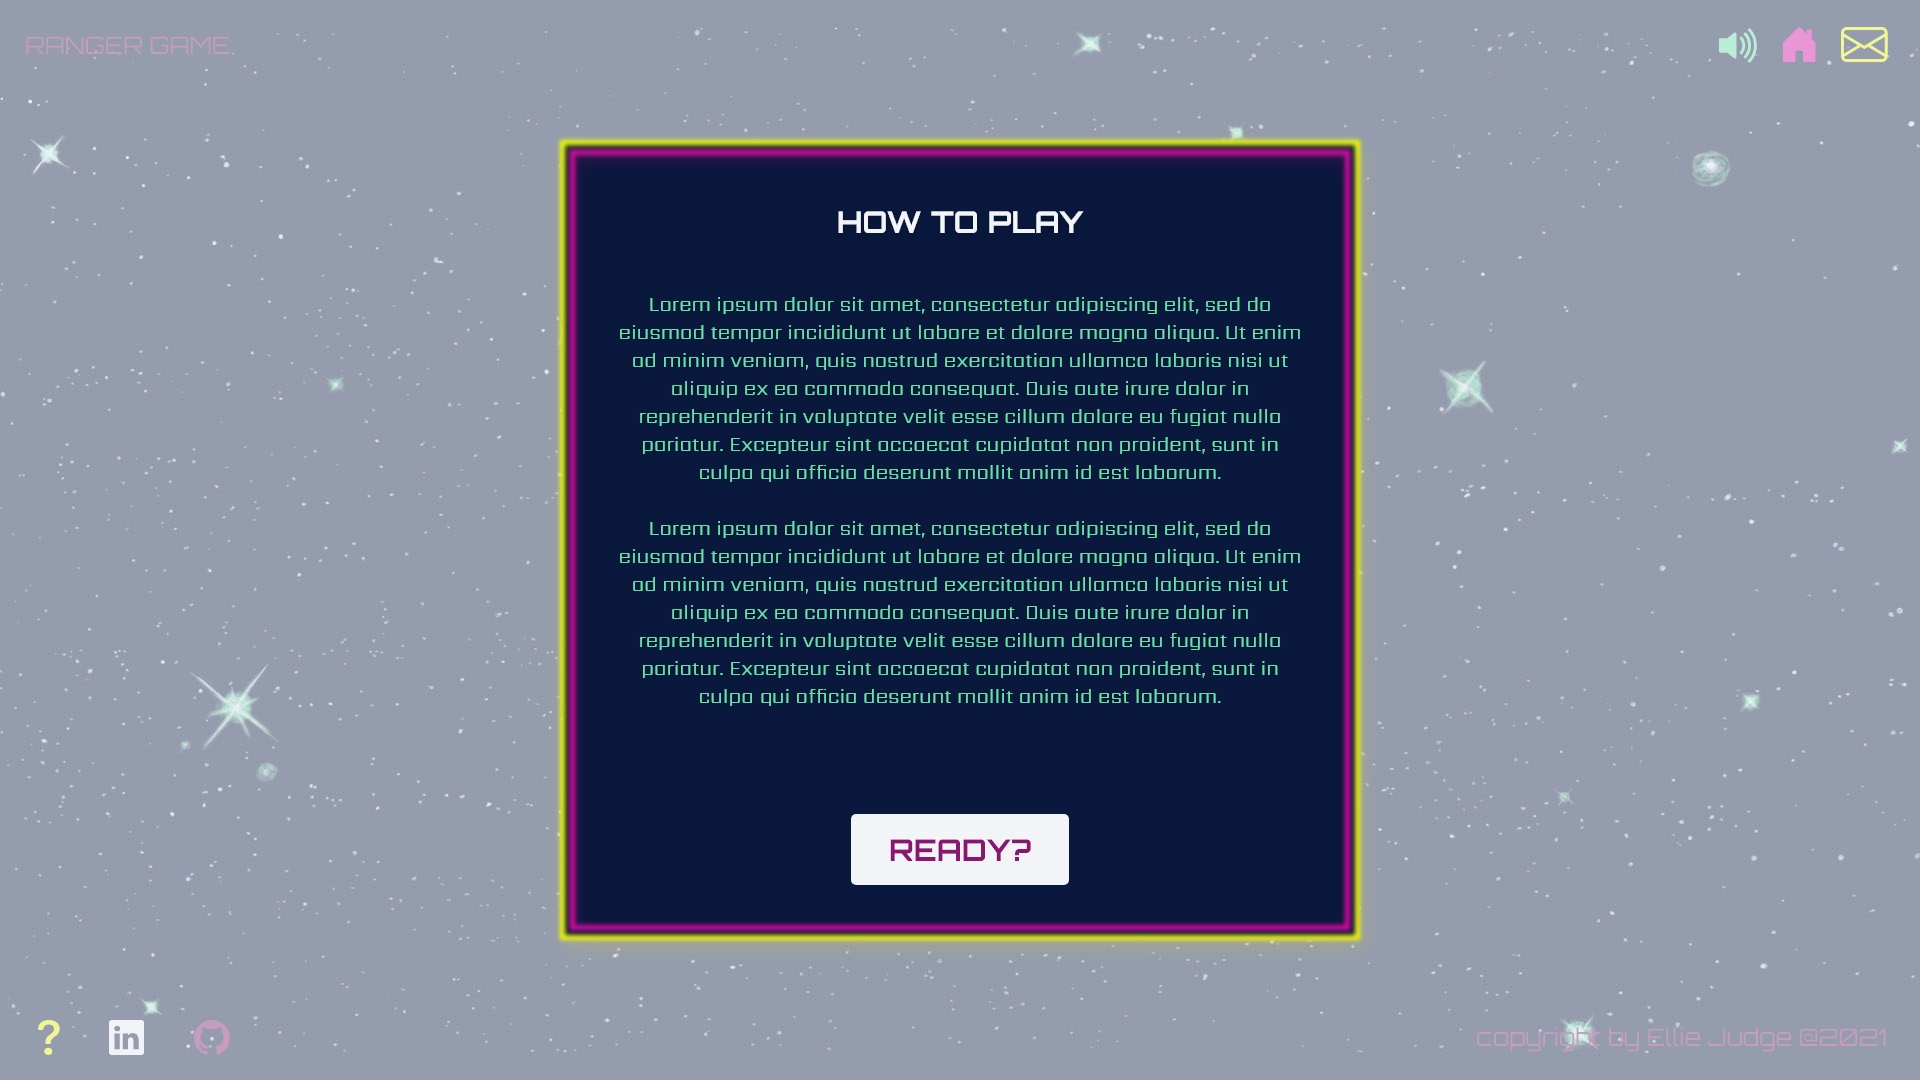 RANGER GAME.
HOW TO PLAY
Lorem ipsum dolor sit amet, consectetur adipiscing elit, sed do
eiusmod tempor incididunt ut labore et dolore magna aliqua. Ut enim
ad minim veniam, quis nostrud exercitation ullamco laboris nisi ut
aliquip ex ea commodo consequat. Duis aute irure dolor in
reprehenderit in voluptate velit esse cillum dolore eu fugiat nulla
pariatur. Excepteur sint occaecat cupidatat non proident, sunt in
culpa qui officia deserunt mollit anim id est laborum.
Lorem ipsum dolor sit amet, consectetur adipiscing elit, sed do
eiusmod tempor incididunt ut labore et dolore magna aliqua. Ut enim
ad minim veniam, quis nostrud exercitation ullamco laboris nisi ut
aliquip ex ea commodo consequat. Duis aute irure dolor in
reprehenderit in voluptate velit esse cillum dolore eu fugiat nulla
pariatur. Excepteur sint occaecat cupidatat non proident, sunt in
culpa qui officia deserunt mollit anim id est laborum.
READY?
? in
copyright by Ellie Judge @2021